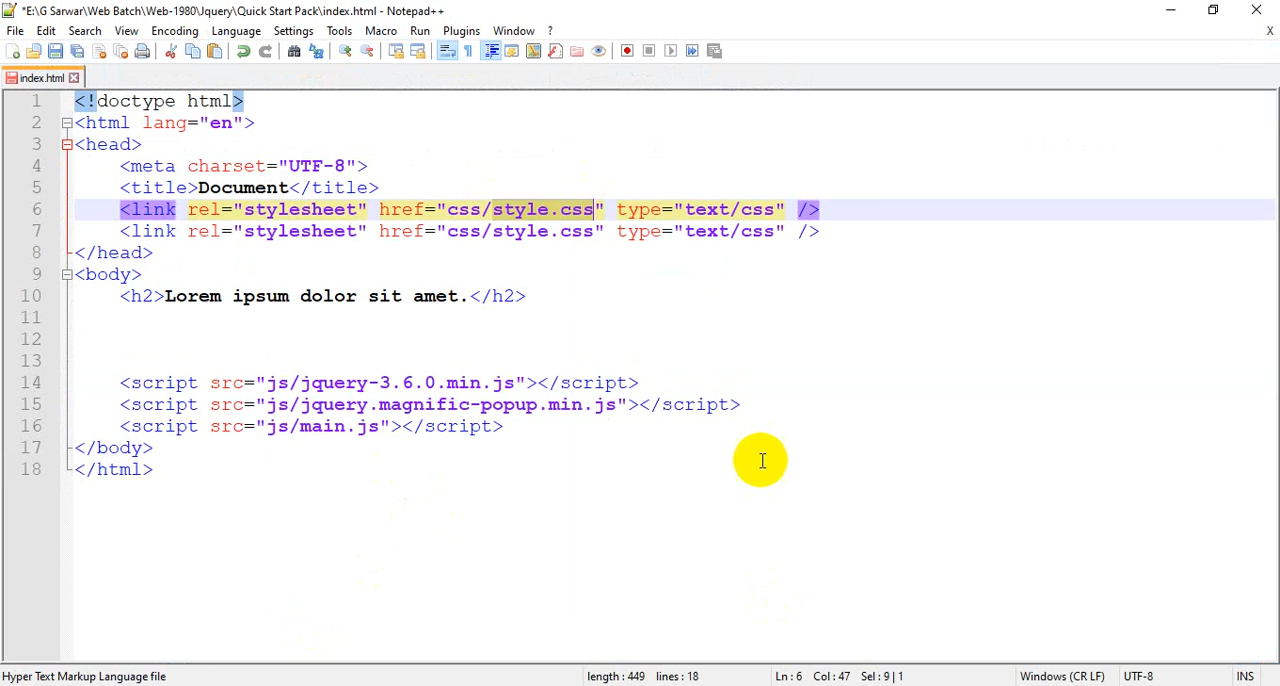 *E:\G Sarwar\Web Batch\Web-1980\Jquery\Quick Start Pack\index.html - Notepad++
File Edit Search View Encoding Language Settings Tools Macro Run Plugins Window ? X
index.html
1 <!doctype html>
2 <html lang="en">
3 <head>
4 <meta charset="UTF-8">
5 <title>Document</title>
6 <link rel="stylesheet" href="css/style.css" type="text/css" />
7 <link rel="stylesheet" href="css/style.css" type="text/css" />
8 </head>
9 <body>
10 <h2>Lorem ipsum dolor sit amet.</h2>
11
12
13
14 <script src="js/jquery-3.6.0.min.js"></script>
15 <script src="js/jquery.magnific-popup.min.js"></script>
16 <script src="js/main.js"></script>
17 </body>
18 </html>
Hyper Text Markup Language file length : 449 lines : 18 Ln : 6 Col : 47 Sel : 9 | 1 Windows (CR LF) UTF-8 INS